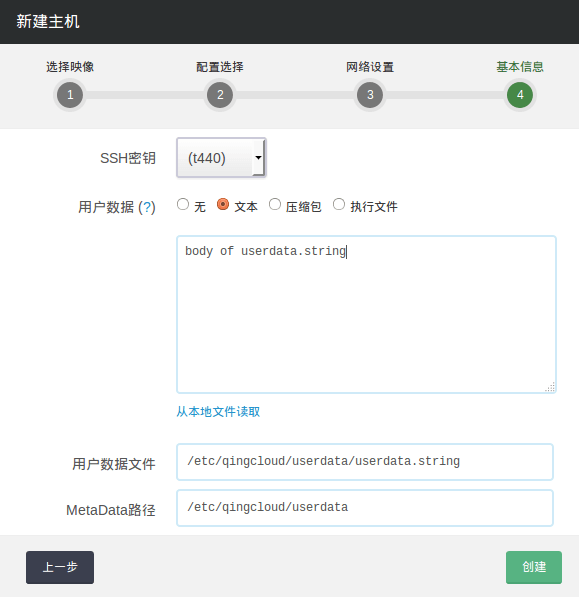 新建主机
选择映像 配置选择 网络设置 基本信息
1 2 3 4
SSH密钥 (t440)
用户数据 (?) 无 文本 压缩包 执行文件
body of userdata.string
从本地文件读取
用户数据文件 /etc/qingcloud/userdata/userdata.string
MetaData路径 /etc/qingcloud/userdata
上一步 创建